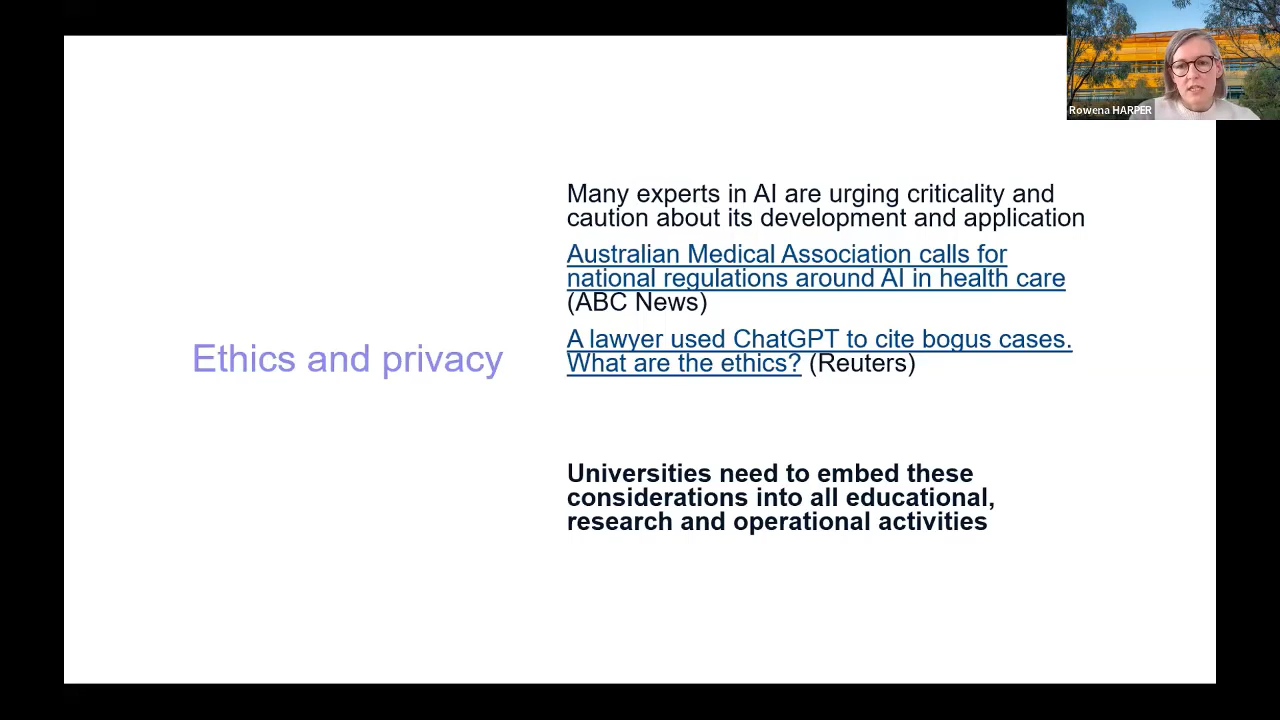 Rowena HARPER
Many experts in AI are urging criticality and
caution about its development and application
Australian Medical Association calls for
national regulations around AI in health care
(ABC News)
A lawyer used ChatGPT to cite bogus cases.
What are the ethics? (Reuters)
Ethics and privacy
Universities need to embed these
considerations into all educational,
research and operational activities